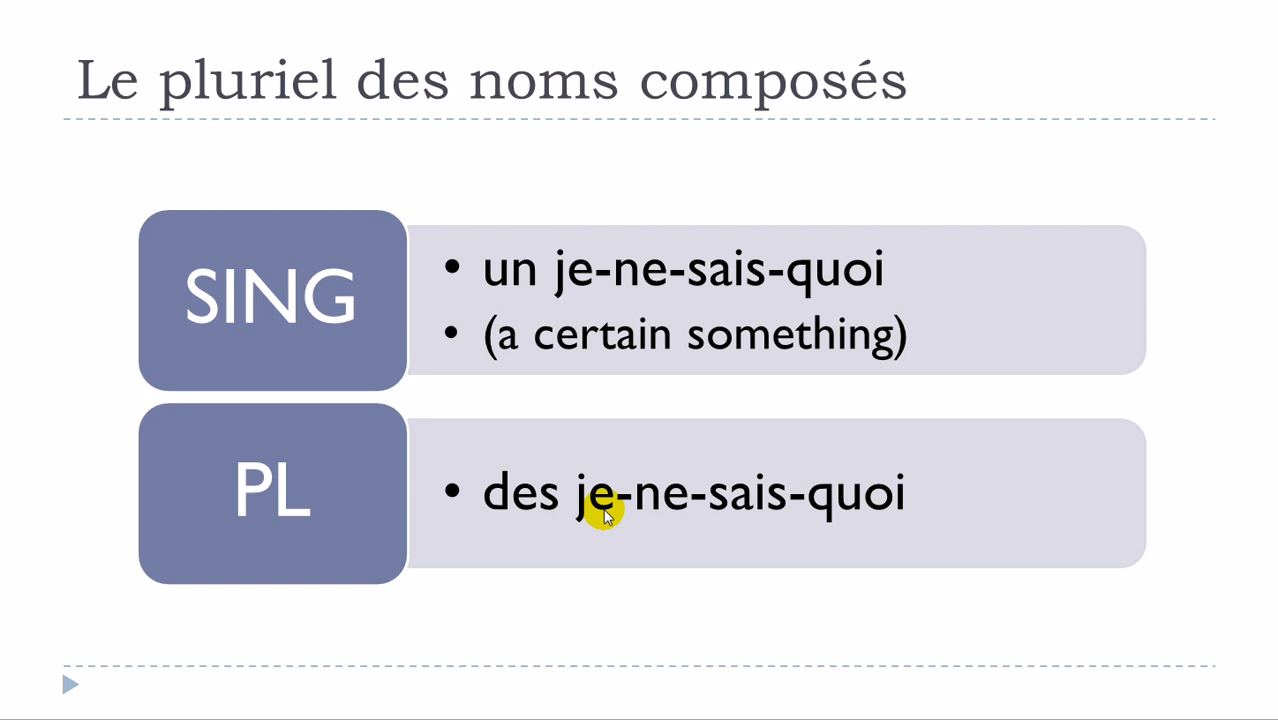 Le pluriel des noms composés
SING
• un je-ne-sais-quoi
• (a certain something)
PL
• des je-ne-sais-quoi